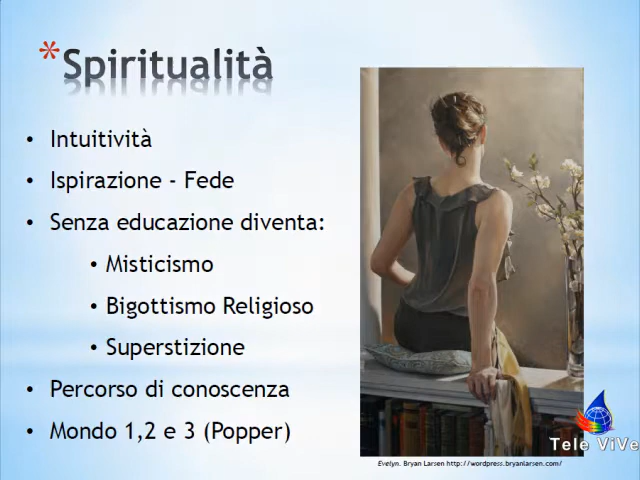 *Spiritualità
• Intuitività
• Ispirazione - Fede
• Senza educazione diventa:
• Misticismo
• Bigottismo Religioso
• Superstizione
• Percorso di conoscenza
• Mondo 1,2 e 3 (Popper)
Tele ViVe
Evelyn. Bryan Larsen http://wordpress.bryanlarsen.com/